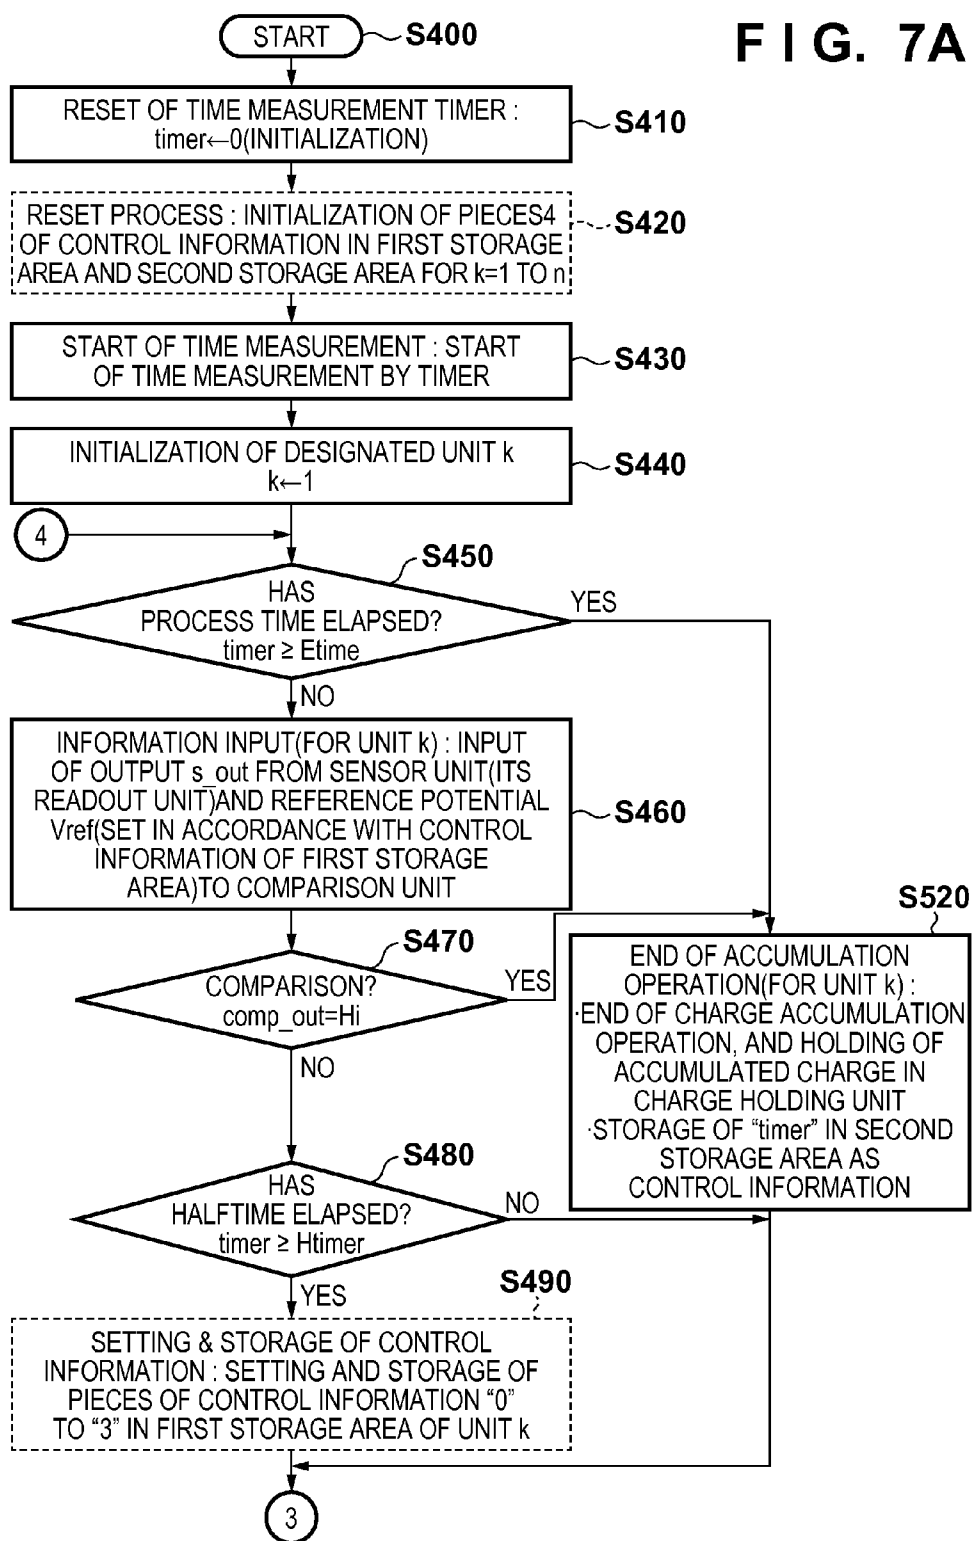 FIG. 7A
START
S400
RESET OF TIME MEASUREMENT TIMER :
timer←0(INITIALIZATION)
S410
RESET PROCESS : INITIALIZATION OF PIECES4
OF CONTROL INFORMATION IN FIRST STORAGE
AREA AND SECOND STORAGE AREA FOR k=1 TO n
S420
START OF TIME MEASUREMENT : START
OF TIME MEASUREMENT BY TIMER
S430
INITIALIZATION OF DESIGNATED UNIT k
k←1
S440
4
S450
HAS
PROCESS TIME ELAPSED?
timer ≥ Etime
YES
NO
INFORMATION INPUT(FOR UNIT k) : INPUT
OF OUTPUT s_out FROM SENSOR UNIT(ITS
READOUT UNIT)AND REFERENCE POTENTIAL
Vref(SET IN ACCORDANCE WITH CONTROL
INFORMATION OF FIRST STORAGE
AREA)TO COMPARISON UNIT
S460
S470
COMPARISON?
comp_out=Hi
YES
NO
S520
END OF ACCUMULATION
OPERATION(FOR UNIT k) :
·END OF CHARGE ACCUMULATION
OPERATION, AND HOLDING OF
ACCUMULATED CHARGE IN
CHARGE HOLDING UNIT
·STORAGE OF “timer” IN SECOND
STORAGE AREA AS
CONTROL INFORMATION
S480
HAS
HALFTIME ELAPSED?
timer ≥ Htimer
NO
YES
S490
SETTING & STORAGE OF CONTROL
INFORMATION : SETTING AND STORAGE OF
PIECES OF CONTROL INFORMATION “0”
TO “3” IN FIRST STORAGE AREA OF UNIT k
3